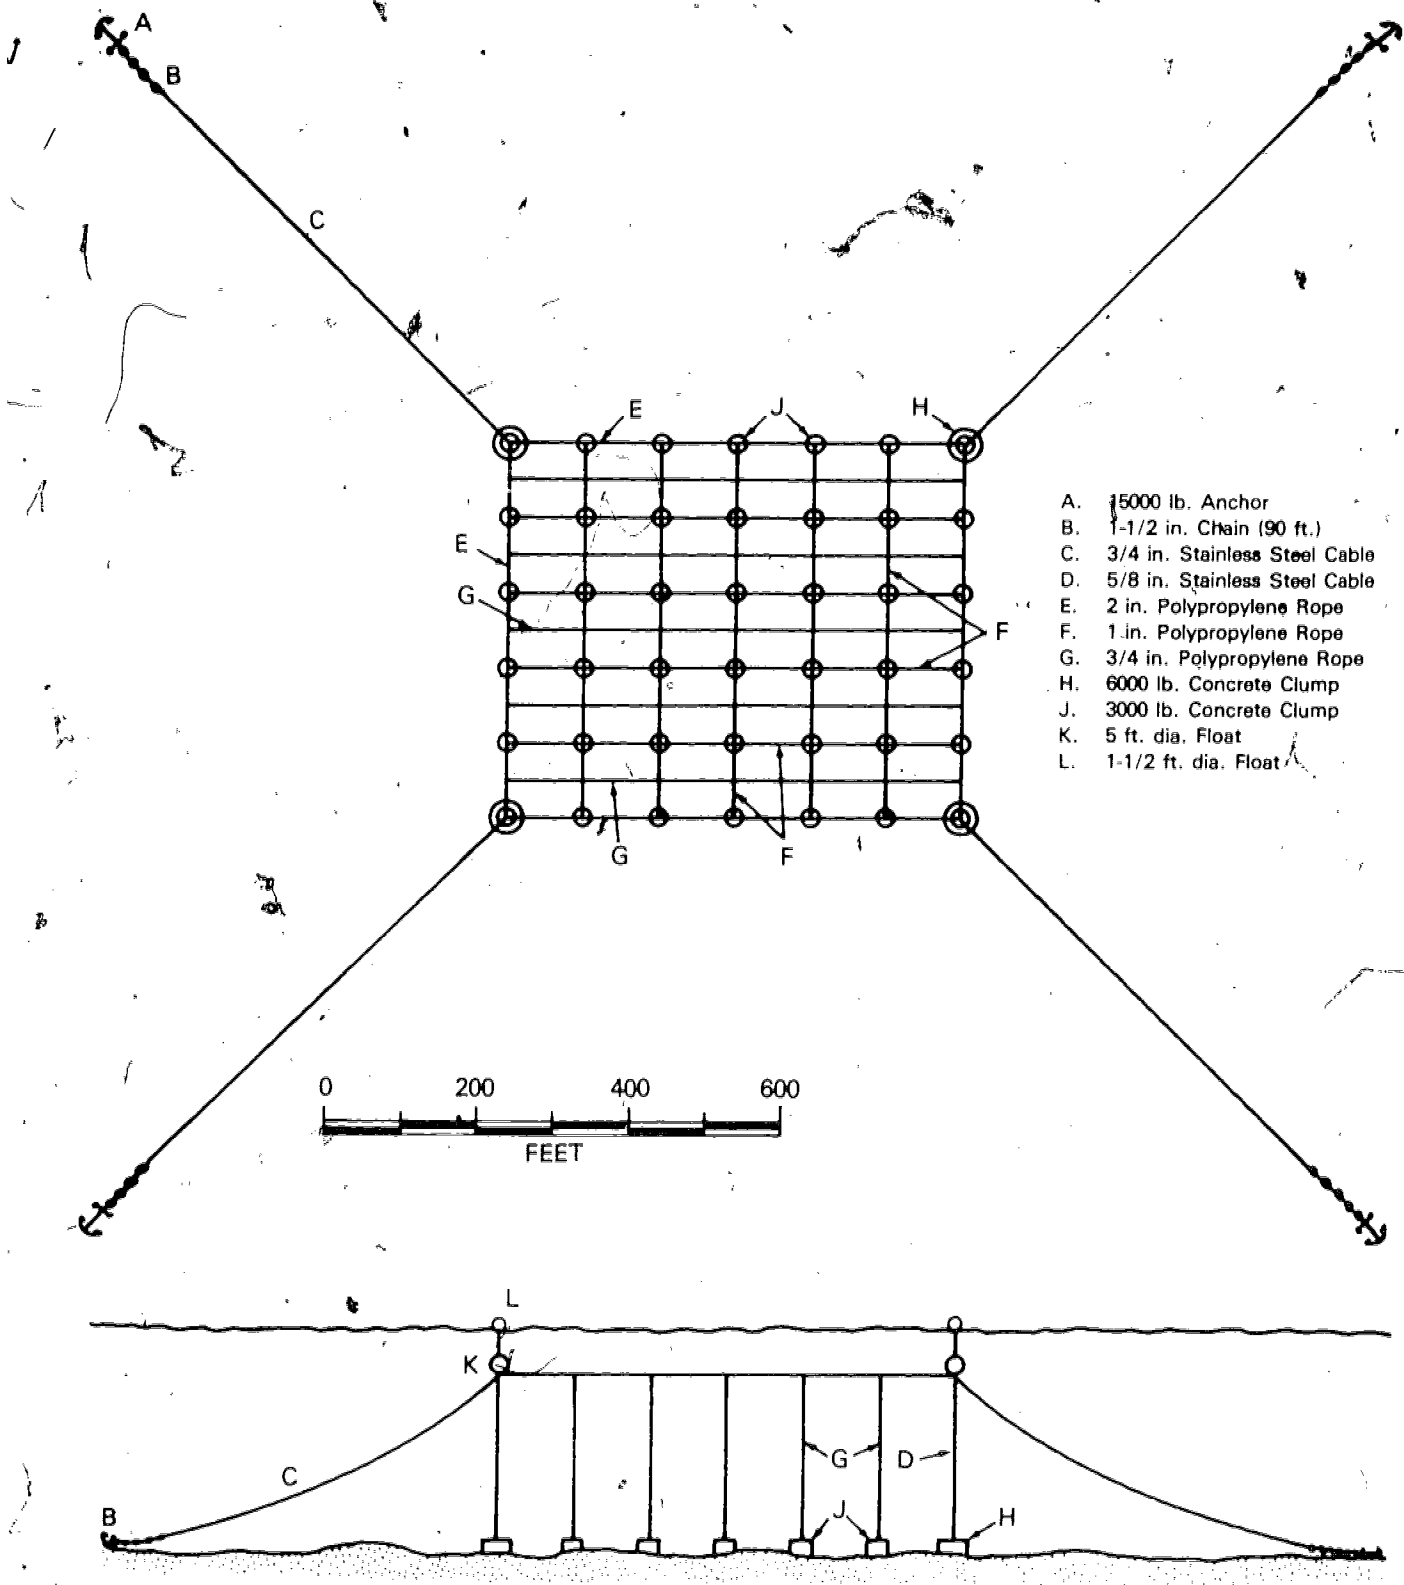 A
B
C
E
J
H
A. 15000 lb. Anchor
B. 1-1/2 in. Chain (90 ft.)
C. 3/4 in. Stainless Steel Cable
D. 5/8 in. Stainless Steel Cable
E. 2 in. Polypropylene Rope
F. 1 in. Polypropylene Rope
G. 3/4 in. Polypropylene Rope
H. 6000 lb. Concrete Clump
J. 3000 lb. Concrete Clump
K. 5 ft. dia. Float
L. 1-1/2 ft. dia. Float
E
G
F
G
F
0 200 400 600
FEET
L
K
C
G
D
B
J
H